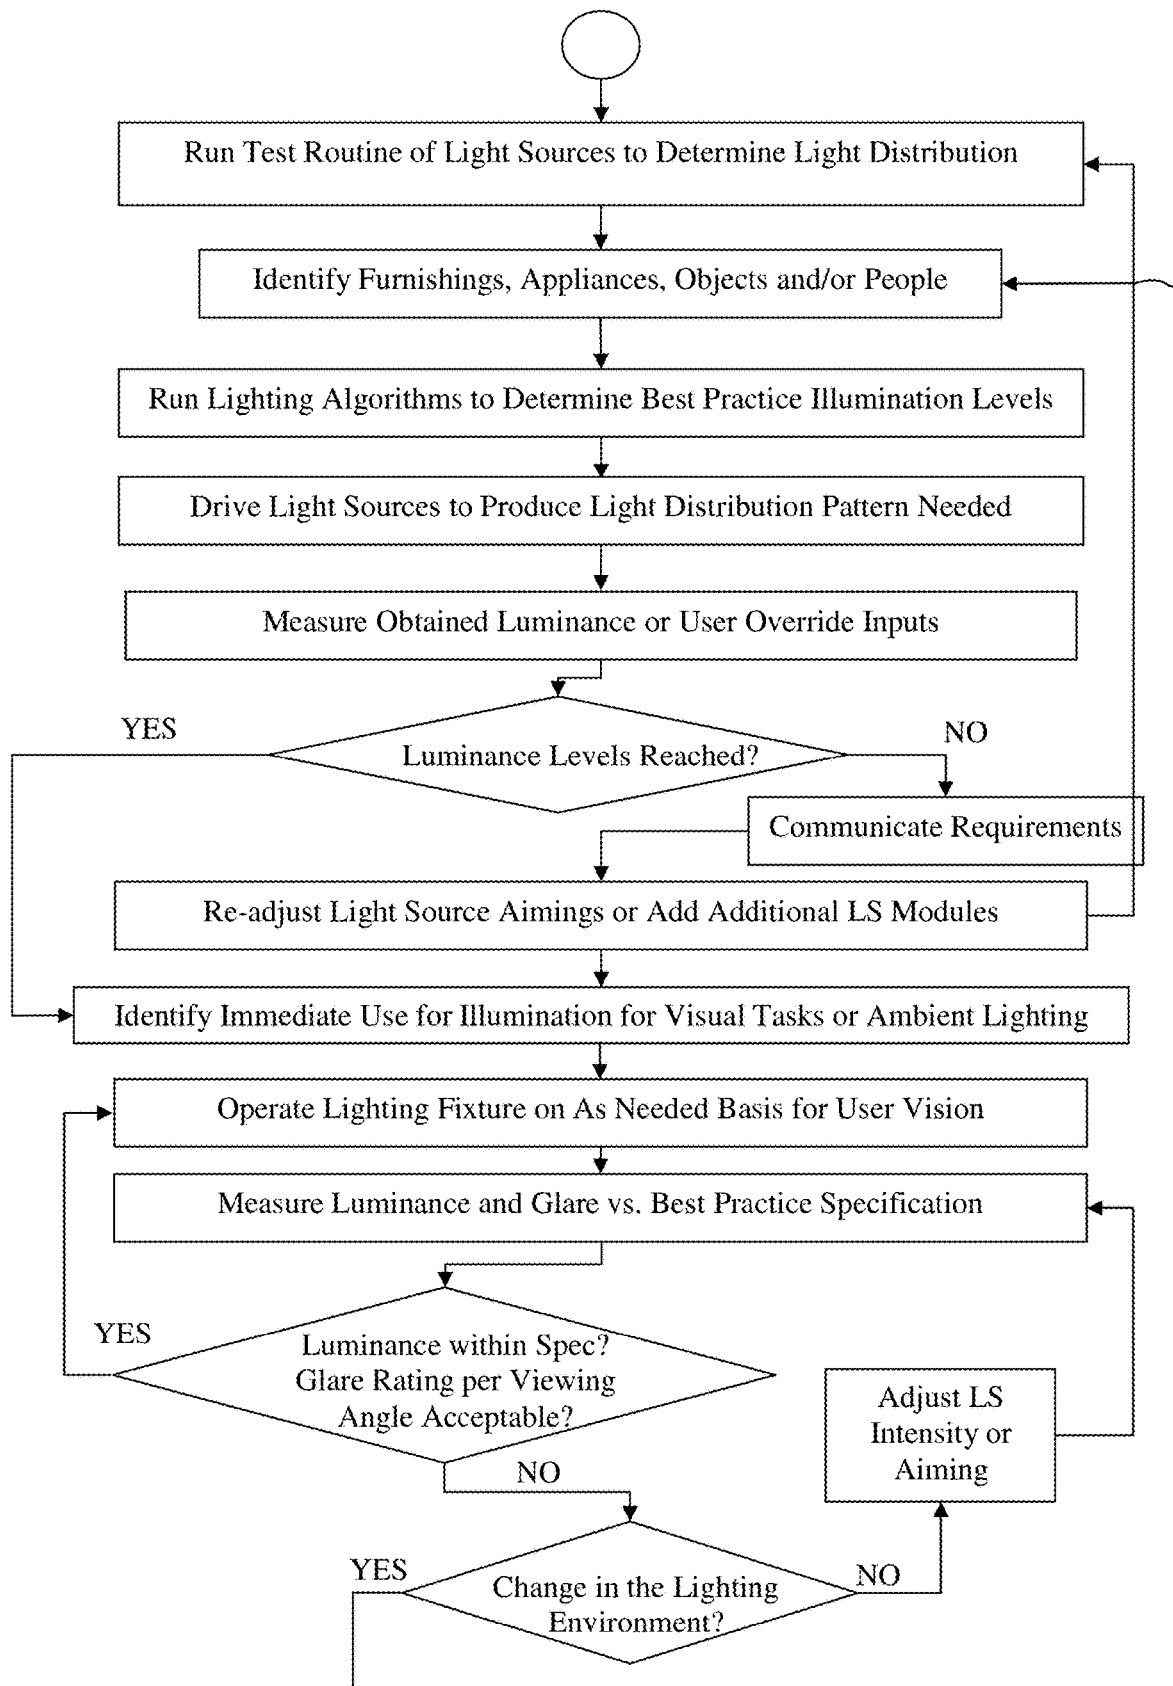 Run Test Routine of Light Sources to Determine Light Distribution
Identify Furnishings, Appliances, Objects and/or People
Run Lighting Algorithms to Determine Best Practice Illumination Levels
Drive Light Sources to Produce Light Distribution Pattern Needed
Measure Obtained Luminance or User Override Inputs
YES
Luminance Levels Reached?
NO
Communicate Requirements
Re-adjust Light Source Aimings or Add Additional LS Modules
Identify Immediate Use for Illumination for Visual Tasks or Ambient Lighting
Operate Lighting Fixture on As Needed Basis for User Vision
Measure Luminance and Glare vs. Best Practice Specification
YES
Luminance within Spec?
Glare Rating per Viewing
Angle Acceptable?
NO
Adjust LS
Intensity or
Aiming
YES
Change in the Lighting
Environment?
NO